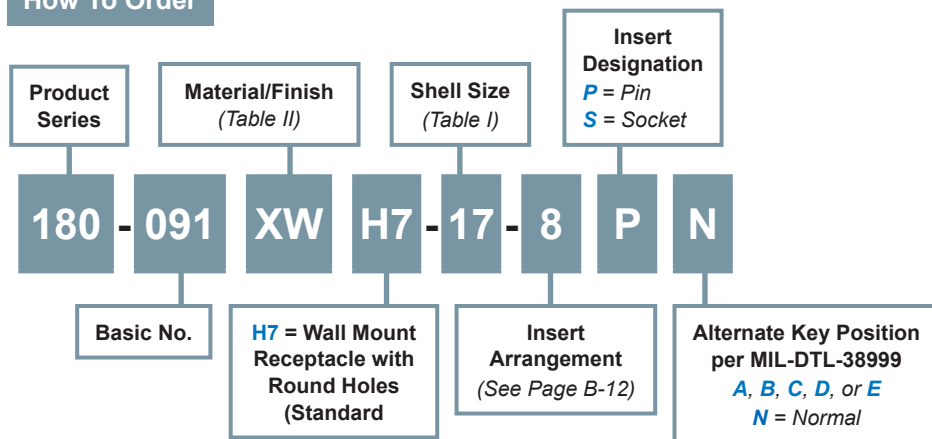 How To Order
Product
Series
Material/Finish
(Table II)
Shell Size
(Table I)
Insert
Designation
P = Pin
S = Socket
180 - 091 XW H7 - 17 - 8 P N
Basic No.
H7 = Wall Mount
Receptacle with
Round Holes
(Standard
Insert
Arrangement
(See Page B-12)
Alternate Key Position
per MIL-DTL-38999
A, B, C, D, or E
N = Normal